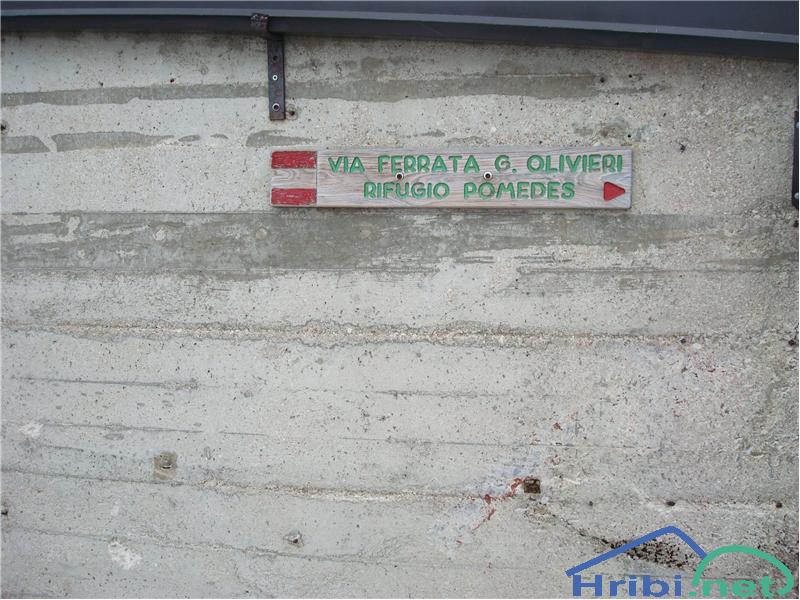 VIA FERRATA G. OLIVIERI
RIFUGIO POMEDES
Hribi.net